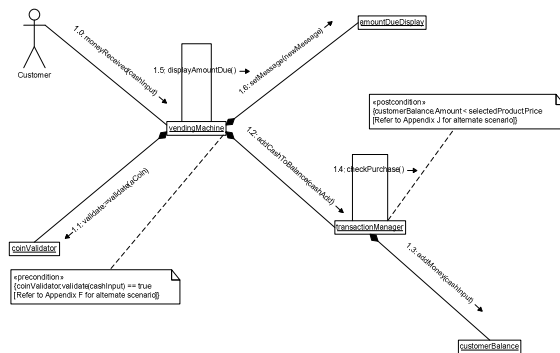 amountDueDisplay
1.0: moneyReceived(cashInput)
1.5: displayAmountDue()
1.6: setMessage(newMessage)
Customer
«postcondition»
{customerBalance.Amount < selectedProductPrice
[Refer to Appendix J for alternate scenario]}
vendingMachine
1.2: addCashToBalance(cashAdd)
1.4: checkPurchase()
1.1: validate:=validate(aCoin)
transactionManager
coinValidator
1.3: addMoney(cashInput)
«precondition»
{coinValidator.validate(cashInput) == true
[Refer to Appendix F for alternate scenario]}
customerBalance